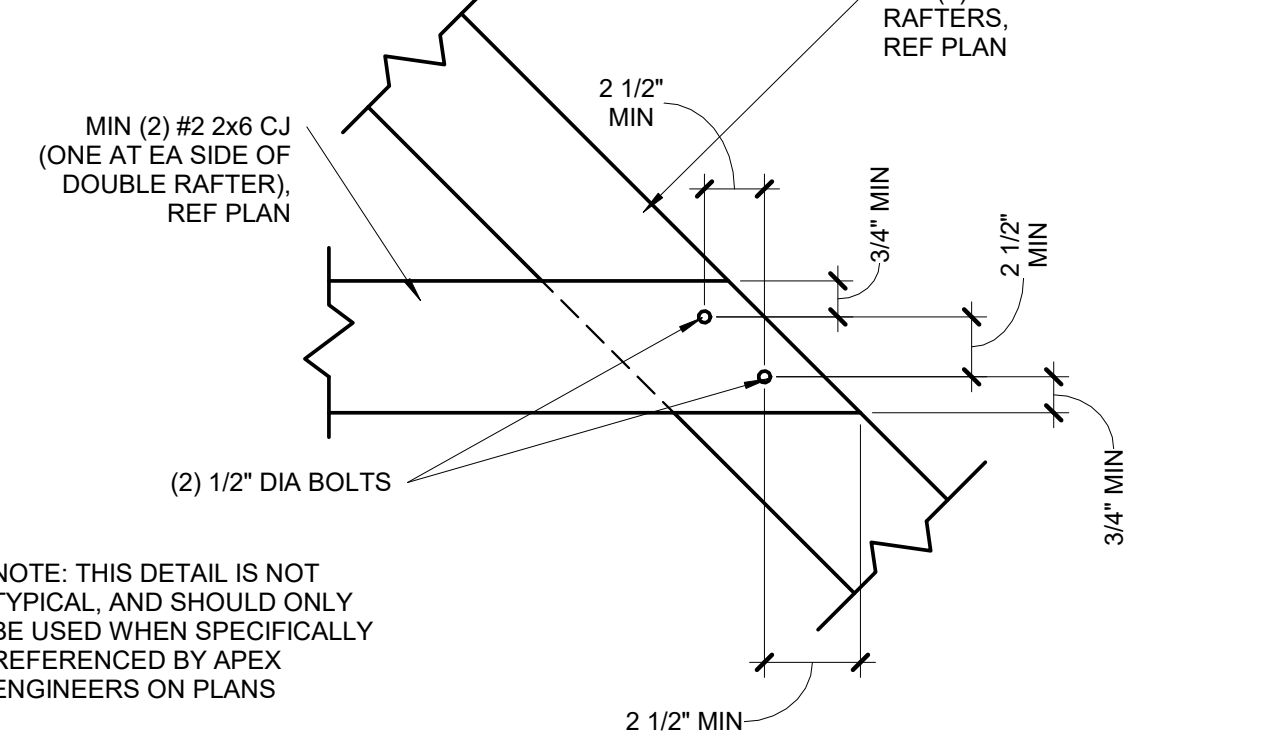 RAFTERS,
REF PLAN
2 1/2"
MIN
MIN (2) #2 2x6 CJ
(ONE AT EA SIDE OF
DOUBLE RAFTER),
REF PLAN
3/4" MIN
2 1/2"
MIN
(2) 1/2" DIA BOLTS
3/4" MIN
NOTE: THIS DETAIL IS NOT
TYPICAL, AND SHOULD ONLY
BE USED WHEN SPECIFICALLY
REFERENCED BY APEX
ENGINEERS ON PLANS
2 1/2" MIN